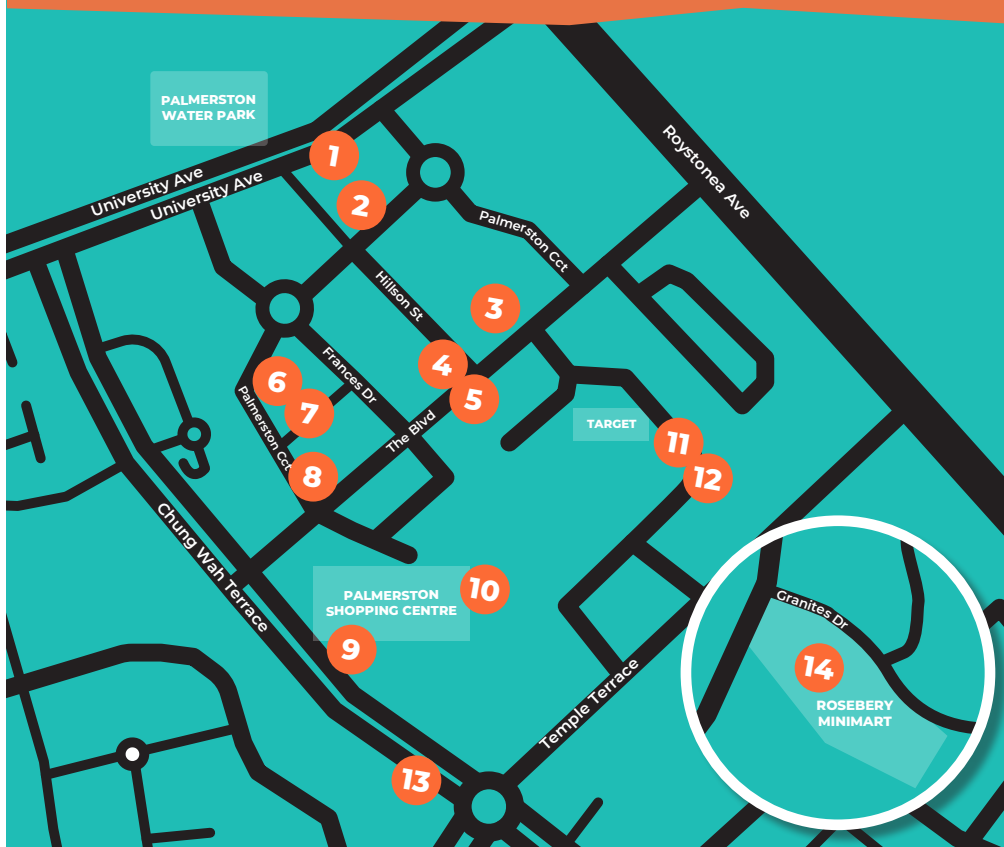 PALMERSTON
WATER PARK
University Ave
University Ave
Roystonea Ave
1
2
Palmerston Cct
Hillson St
3
4
5
Frances Dr
6
7
Palmerston Cct
8
The Blvd
TARGET
11
12
Chung Wah Terrace
PALMERSTON
SHOPPING CENTRE
10
9
Granites Dr
14
ROSEBERY
MINIMART
Temple Terrace
13